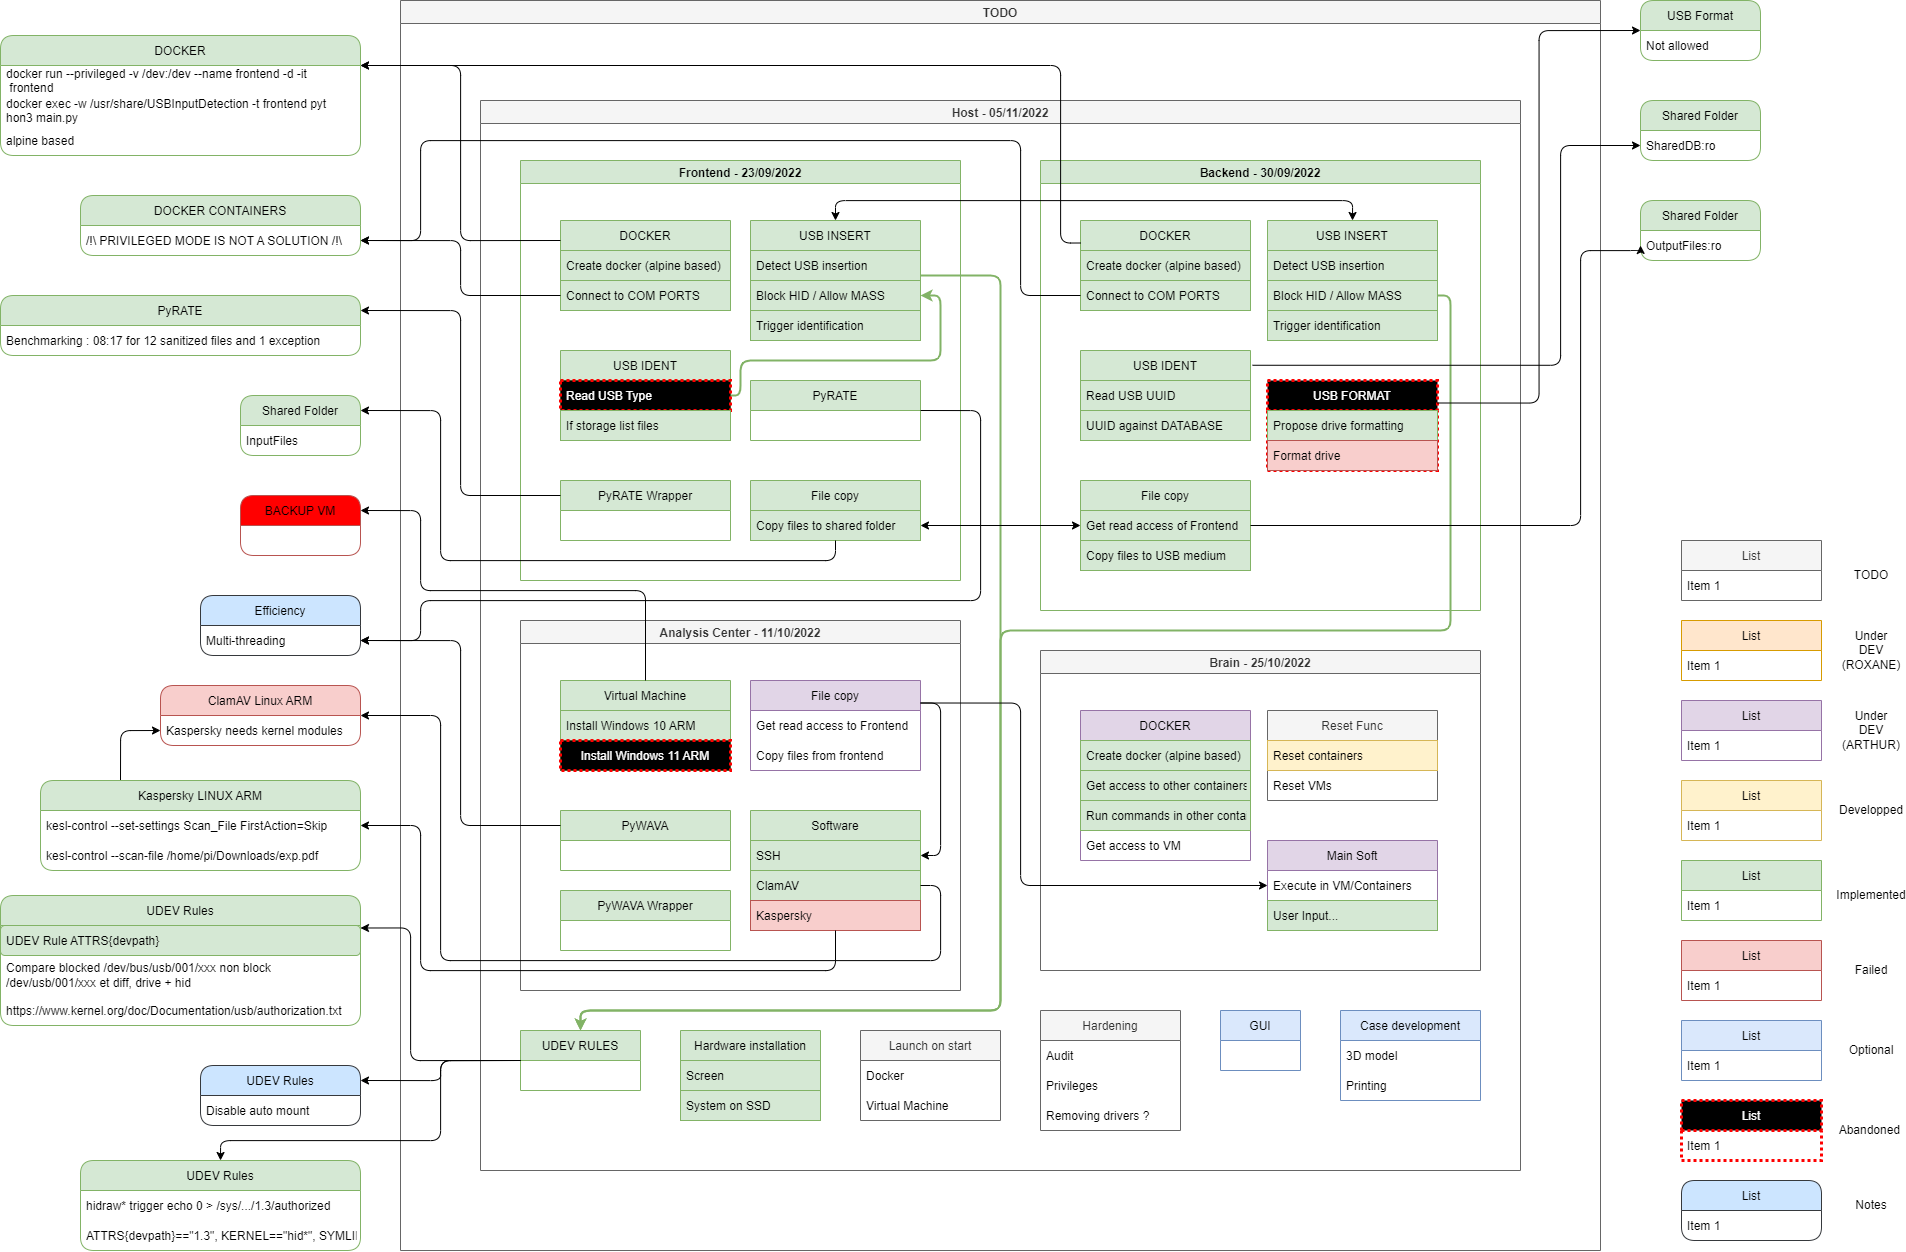 TODO
DOCKER
docker run --privileged -v /dev:/dev --name frontend -d -it
frontend
docker exec -w /usr/share/USBInputDetection -t frontend pyt
hon3 main.py
alpine based
DOCKER CONTAINERS
/!\ PRIVILEGED MODE IS NOT A SOLUTION /!\
PyRATE
Benchmarking : 08:17 for 12 sanitized files and 1 exception
Shared Folder
InputFiles
BACKUP VM
Efficiency
Multi-threading
ClamAV Linux ARM
Kaspersky needs kernel modules
Kaspersky LINUX ARM
kesl-control --set-settings Scan_File FirstAction=Skip
kesl-control --scan-file /home/pi/Downloads/exp.pdf
UDEV Rules
UDEV Rule ATTRS{devpath}
Compare blocked /dev/bus/usb/001/xxx non block
/dev/usb/001/xxx et diff, drive + hid
https://www.kernel.org/doc/Documentation/usb/authorization.txt
UDEV Rules
Disable auto mount
UDEV Rules
hidraw* trigger echo 0 > /sys/.../1.3/authorized
ATTRS{devpath}=="1.3", KERNEL=="hid*", SYMLI
Host - 05/11/2022
Frontend - 23/09/2022
DOCKER
Create docker (alpine based)
Connect to COM PORTS
USB INSERT
Detect USB insertion
Block HID / Allow MASS
Trigger identification
USB IDENT
Read USB Type
If storage list files
PyRATE
PyRATE Wrapper
File copy
Copy files to shared folder
Backend - 30/09/2022
DOCKER
Create docker (alpine based)
Connect to COM PORTS
USB INSERT
Detect USB insertion
Block HID / Allow MASS
Trigger identification
USB IDENT
Read USB UUID
UUID against DATABASE
USB FORMAT
Propose drive formatting
Format drive
File copy
Get read access of Frontend
Copy files to USB medium
Analysis Center - 11/10/2022
Virtual Machine
Install Windows 10 ARM
Install Windows 11 ARM
File copy
Get read access to Frontend
Copy files from frontend
PyWAVA
PyWAVA Wrapper
Software
SSH
ClamAV
Kaspersky
Brain - 25/10/2022
DOCKER
Create docker (alpine based)
Get access to other containers
Run commands in other conta
Get access to VM
Reset Func
Reset containers
Reset VMs
Main Soft
Execute in VM/Containers
User Input...
UDEV RULES
Hardware installation
Screen
System on SSD
Launch on start
Docker
Virtual Machine
Hardening
Audit
Privileges
Removing drivers ?
GUI
Case development
3D model
Printing
USB Format
Not allowed
Shared Folder
SharedDB:ro
Shared Folder
OutputFiles:ro
List
Item 1
TODO
List
Item 1
Under
DEV
(ROXANE)
List
Item 1
Under
DEV
(ARTHUR)
List
Item 1
Developped
List
Item 1
Implemented
List
Item 1
Failed
List
Item 1
Optional
List
Item 1
Abandoned
List
Item 1
Notes